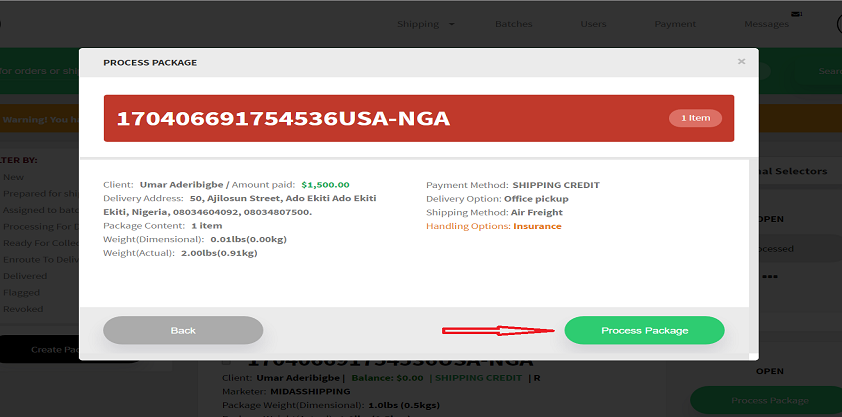 Shipping Batches Users Payment Messages
for orders or ship
Sear
Warning! You ha
PROCESS PACKAGE ×
170406691754536USA-NGA
1 Item
Client: Umar Aderibigbe / Amount paid: $1,500.00
Delivery Address: 50, Ajilosun Street, Ado Ekiti Ado Ekiti
Ekiti, Nigeria, 08034604092, 08034807500.
Package Content: 1 item
Weight(Dimensional): 0.01lbs(0.00kg)
Weight(Actual): 2.00lbs(0.91kg)
Payment Method: SHIPPING CREDIT
Delivery Option: Office pickup
Shipping Method: Air Freight
Handling Options: Insurance
Back
Process Package
LTER BY:
New
Prepared for ship
Assigned to batc
Processing For D
Ready For Collec
Enroute To Deliv
Delivered
Flagged
Revoked
Create Pac
nal Selectors
OPEN
ocessed
170406691754536USA-NGA
Client: Umar Aderibigbe | Balance: $0.00 | SHIPPING CREDIT | R
Marketer: MIDASSHIPPING
Package Weight(Dimensional): 1.0lbs (0.5kgs)
OPEN
Process Package